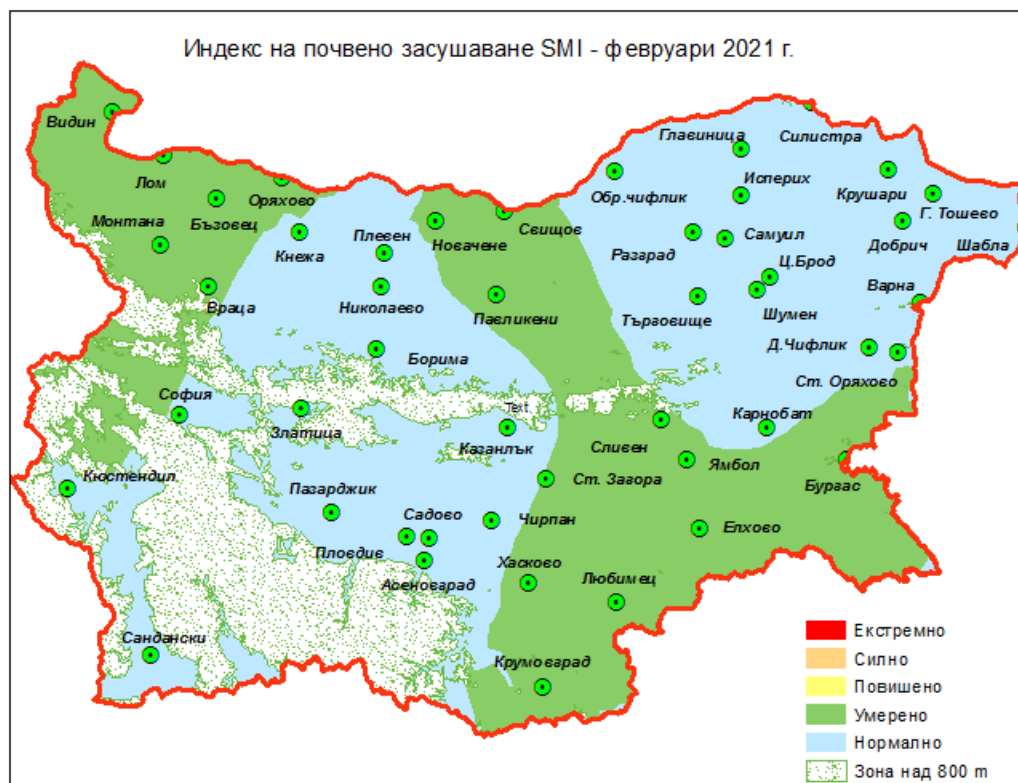 Индекс на почвено засушаване SMI - февруари 2021 г.
Видин
Главиница
Силистра
Лом
Оряхово
Обр.чифлик
Исперих
Крушари
Монтана
Бъзовец
Г. Тошево
Плевен
Новачене
Свищов
Кнежа
Разград
Самуил
Добрич
Шабла
Ц.Брод
Враца
Николаево
Павликени
Търговище
Шумен
Варна
Борима
Д.Чифлик
Ст. Оряхово
София
Text
Златица
Казанлък
Карнобат
Сливен
Ямбол
Кюстендил
Ст. Загора
Бургас
Пазарджик
Садово
Чирпан
Елхово
Пловдив
Хасково
Асеновград
Любимец
Сандански
Крумовград
Екстремно
Силно
Повишено
Умерено
Нормално
Зона над 800 m